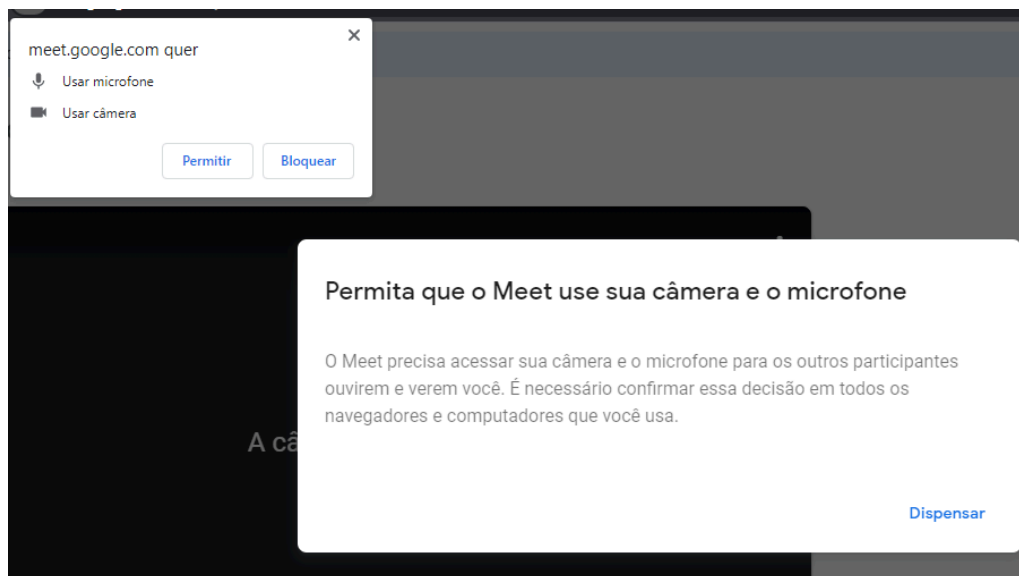 meet.google.com quer
Usar microfone
Usar câmera
Permitir
Bloquear
Permita que o Meet use sua câmera e o microfone
O Meet precisa acessar sua câmera e o microfone para os outros participantes
ouvirem e verem você. É necessário confirmar essa decisão em todos os
navegadores e computadores que você usa.
A câ
Dispensar